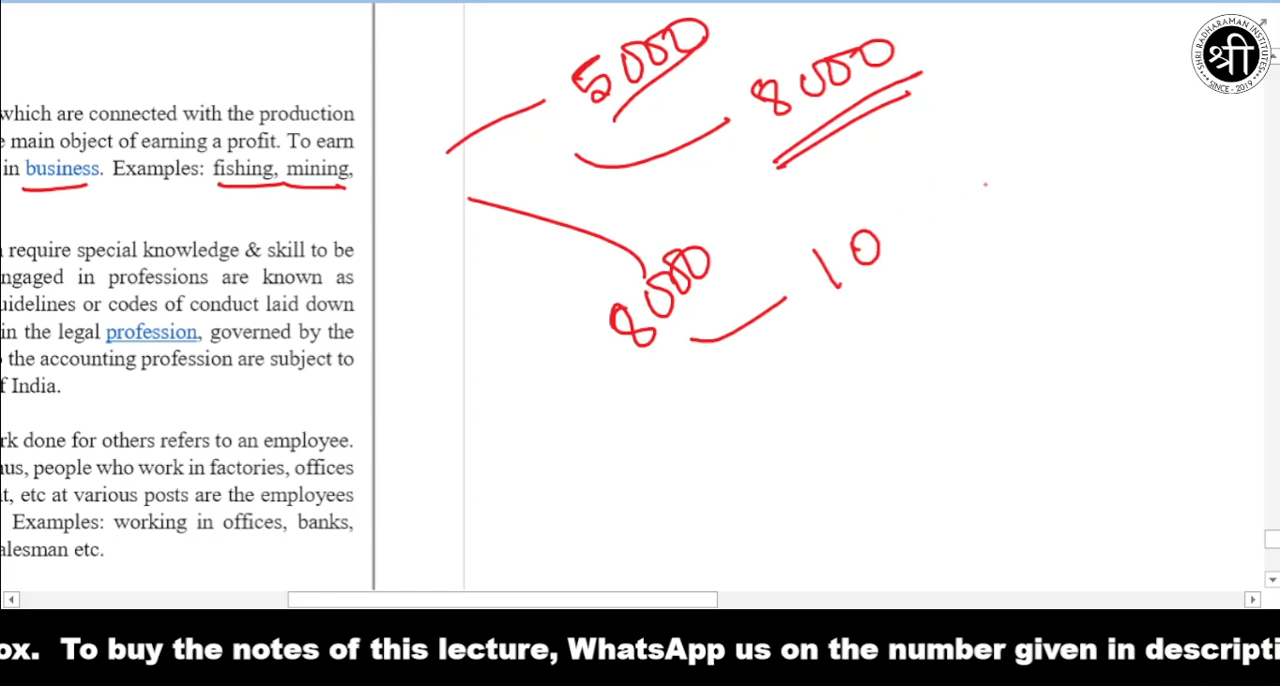 which are connected with the production
main object of earning a profit. To earn
in business. Examples: fishing, mining,
require special knowledge & skill to be
ngaged in professions are known as
uidelines or codes of conduct laid down
in the legal profession, governed by the
the accounting profession are subject to
f India.
rk done for others refers to an employee.
us, people who work in factories, offices
t, etc at various posts are the employees
Examples: working in offices, banks,
alesman etc.
5000
8000
8000
10
SHRI RADHARAMAN INSTITUTES
श्री
SINCE - 2019
ox. To buy the notes of this lecture, WhatsApp us on the number given in descripti